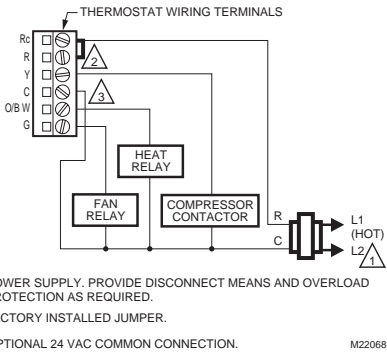 THERMOSTAT WIRING TERMINALS
Rc
R
Y
C
O/B W
G
2
3
HEAT
RELAY
FAN
RELAY
COMPRESSOR
CONTACTOR
R
C
L1
(HOT)
L2
1
OWER SUPPLY. PROVIDE DISCONNECT MEANS AND OVERLOAD
ROTECTION AS REQUIRED.
ACTORY INSTALLED JUMPER.
PTIONAL 24 VAC COMMON CONNECTION.
M22068